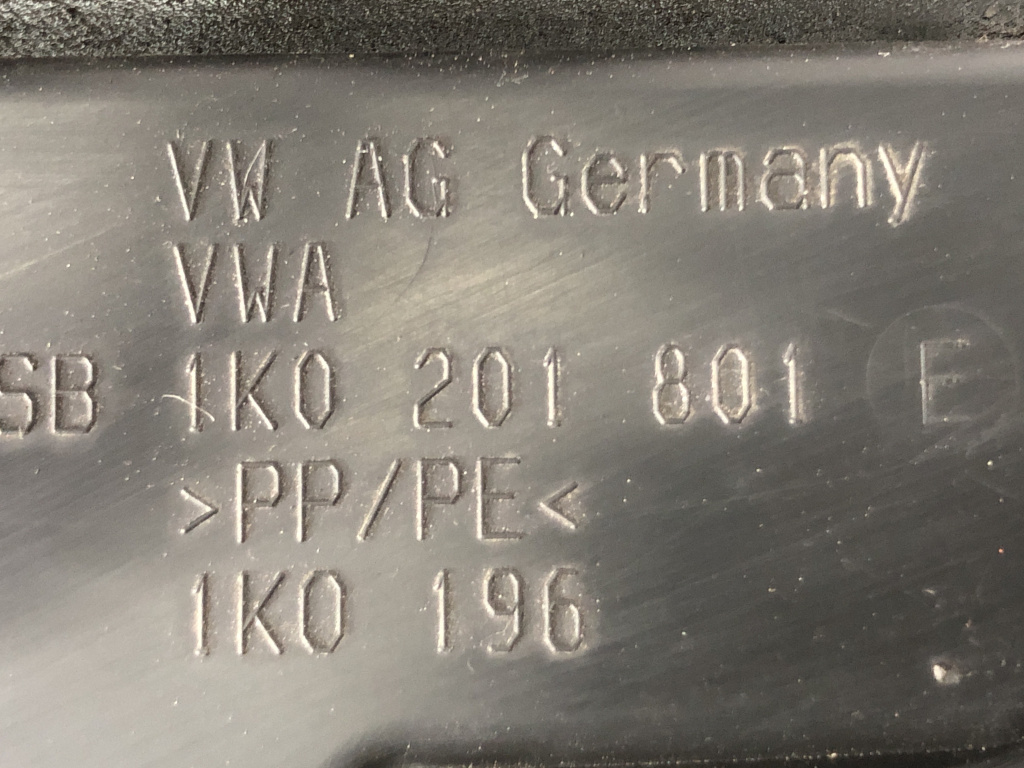 VW AG Germany
VWA
SB 1K0 201 801 E
>PP/PE<
1K0 196